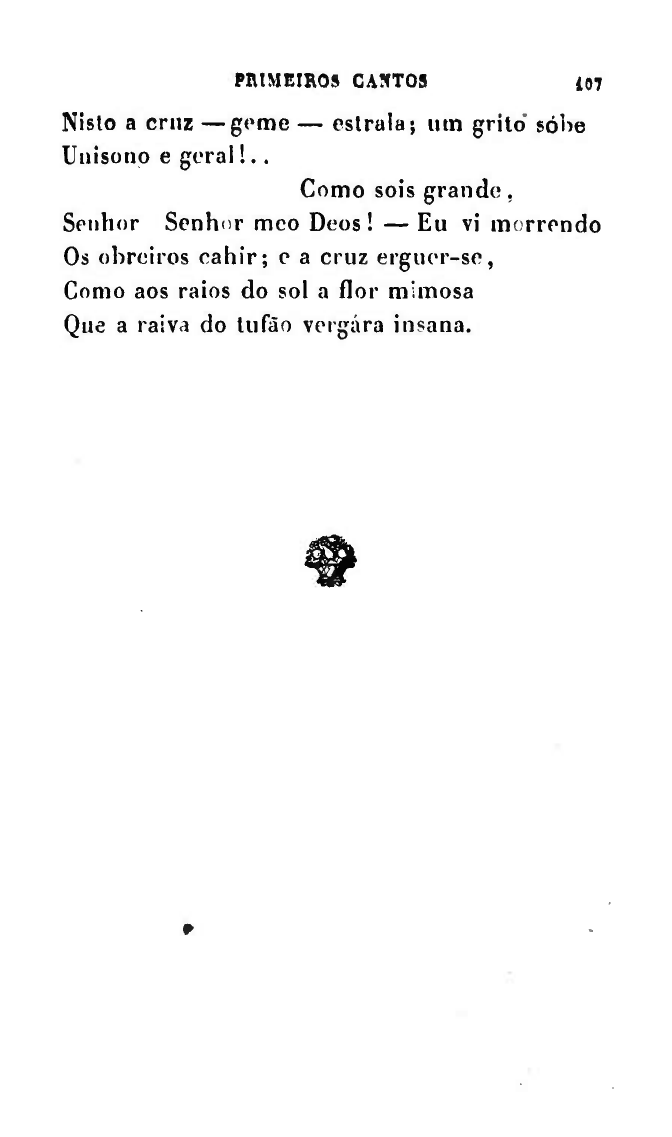 PRIMEIROS CANTOS 107
Nisto a cruz — geme — estrala; um grito sóbe
Unisono e geral!..
Como sois grande,
Senhor Senhor meo Deos! — Eu vi morrendo
Os obreiros cahir; e a cruz erguer-se,
Como aos raios do sol a flor mimosa
Que a raiva do tufão vergára insana.